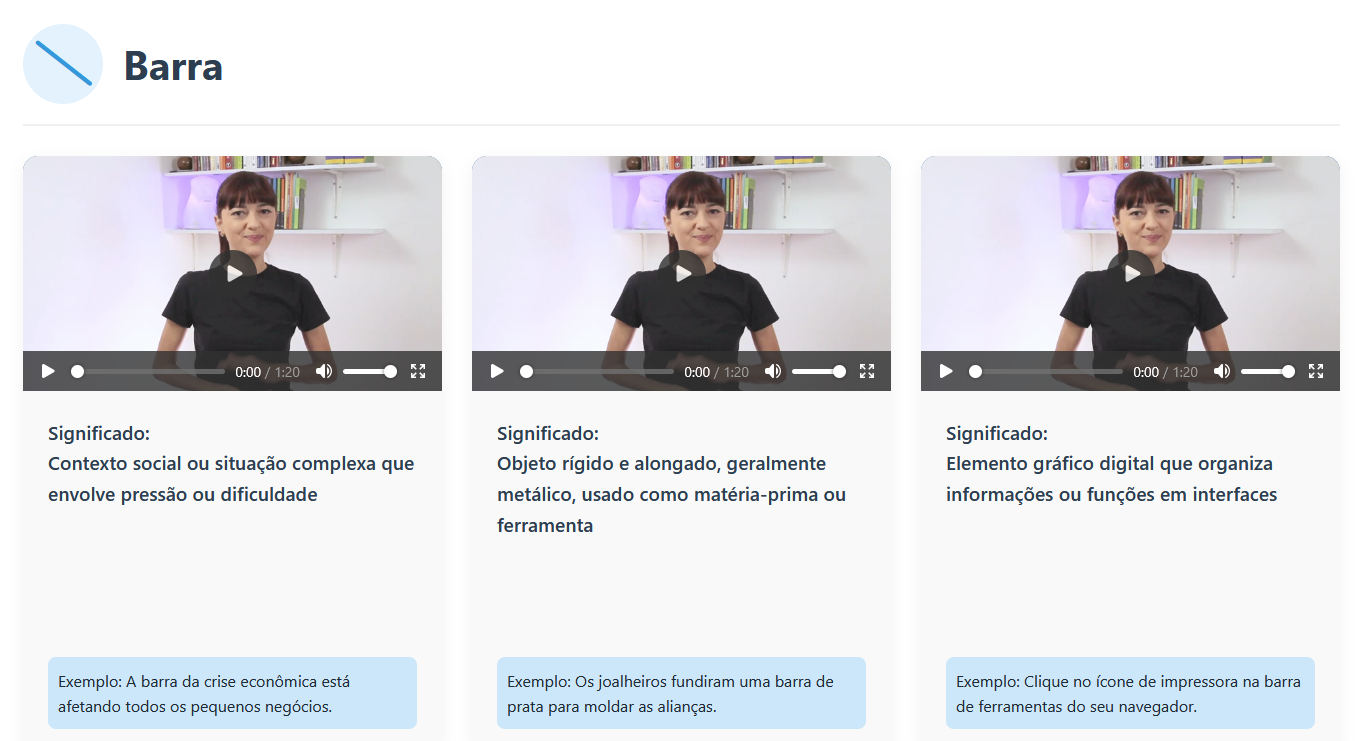 Barra
0:00 / 1:20
0:00 / 1:20
0:00 / 1:20
Significado:
Contexto social ou situação complexa que
envolve pressão ou dificuldade
Exemplo: A barra da crise econômica está
afetando todos os pequenos negócios.
Significado:
Objeto rígido e alongado, geralmente
metálico, usado como matéria-prima ou
ferramenta
Exemplo: Os joalheiros fundiram uma barra de
prata para moldar as alianças.
Significado:
Elemento gráfico digital que organiza
informações ou funções em interfaces
Exemplo: Clique no ícone de impressora na barra
de ferramentas do seu navegador.